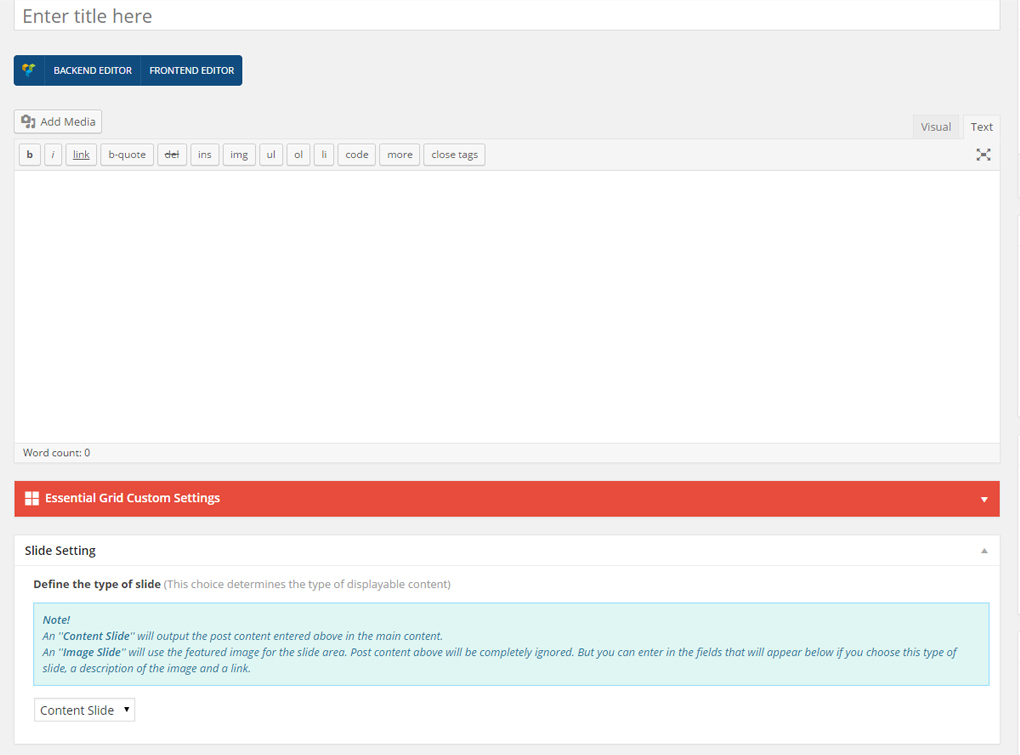 Enter title here
BACKEND EDITOR FRONTEND EDITOR
Add Media
Visual Text
b i link b-quote del ins img ul ol li code more close tags
Word count: 0
Essential Grid Custom Settings
Slide Setting
Define the type of slide (This choice determines the type of displayable content)
Note!
An "Content Slide" will output the post content entered above in the main content.
An "Image Slide" will use the featured image for the slide area. Post content above will be completely ignored. But you can enter in the fields that will appear below if you choose this type of
slide, a description of the image and a link.
Content Slide